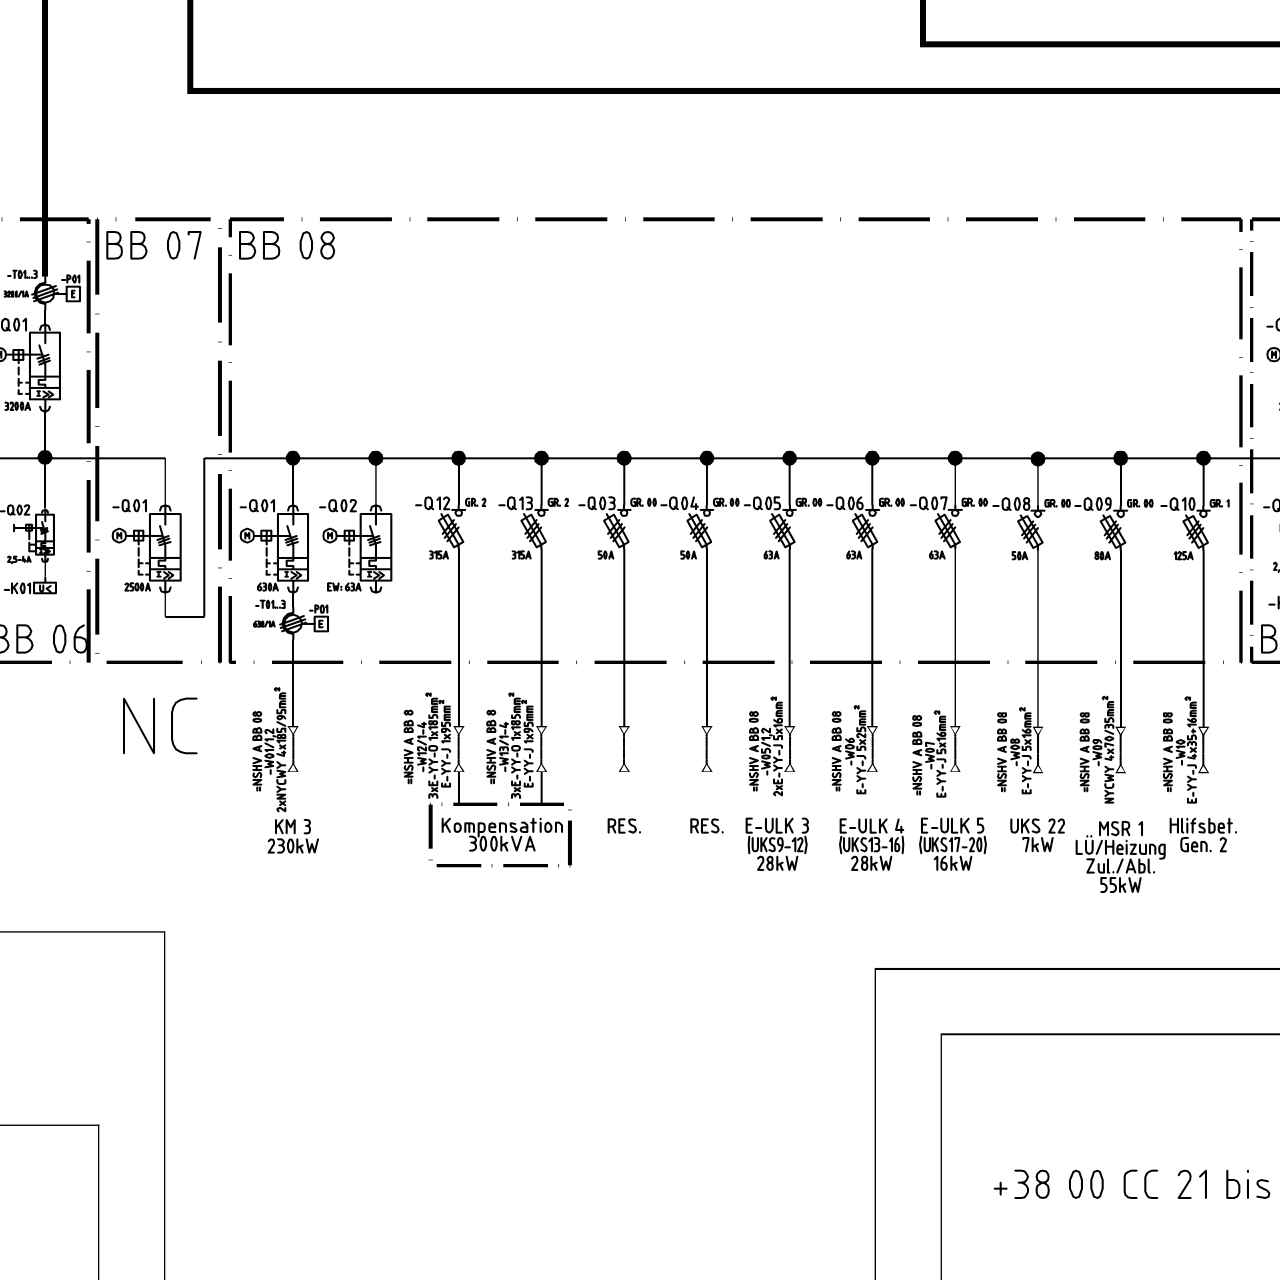 BB 07
BB 08
-T01...3
-P01
3200/1A
E
Q01
M
I>>
3200A
-Q02
2,5-4A
-K01
U<
BB 06
-Q01
M
I>>
2500A
-Q01
M
I>>
630A
-T01...3
-P01
630/1A
E
-Q02
M
I>>
EW: 63A
-Q12
GR. 2
315A
-Q13
GR. 2
315A
-Q03
GR. 00
50A
-Q04
GR. 00
50A
-Q05
GR. 00
63A
-Q06
GR. 00
63A
-Q07
GR. 00
63A
-Q08
GR. 00
50A
-Q09
GR. 00
80A
-Q10
GR. 1
125A
NC
=NSHV A BB 08
-W01/1,2
2xNYCWY 4x185/95mm²
KM 3
230kW
=NSHV A BB 8
-W12/1-4
3xE-YY-O 1x185mm²
E-YY-J 1x95mm²
=NSHV A BB 8
-W13/1-4
3xE-YY-O 1x185mm²
E-YY-J 1x95mm²
Kompensation
300kVA
RES.
RES.
=NSHV A BB 08
-W05/1,2
2xE-YY-J 5x16mm²
E-ULK 3
(UKS9-12)
28kW
=NSHV A BB 08
-W06
E-YY-J 5x25mm²
E-ULK 4
(UKS13-16)
28kW
=NSHV A BB 08
-W07
E-YY-J 5x16mm²
E-ULK 5
(UKS17-20)
16kW
=NSHV A BB 08
-W08
E-YY-J 5x16mm²
UKS 22
7kW
=NSHV A BB 08
-W09
NYCWY 4x70/35mm²
MSR 1
LÜ/Heizung
Zul./Abl.
55kW
=NSHV A BB 08
-W10
E-YY-J 4x35+16mm²
Hlifsbet.
Gen. 2
+38 00 CC 21 bis